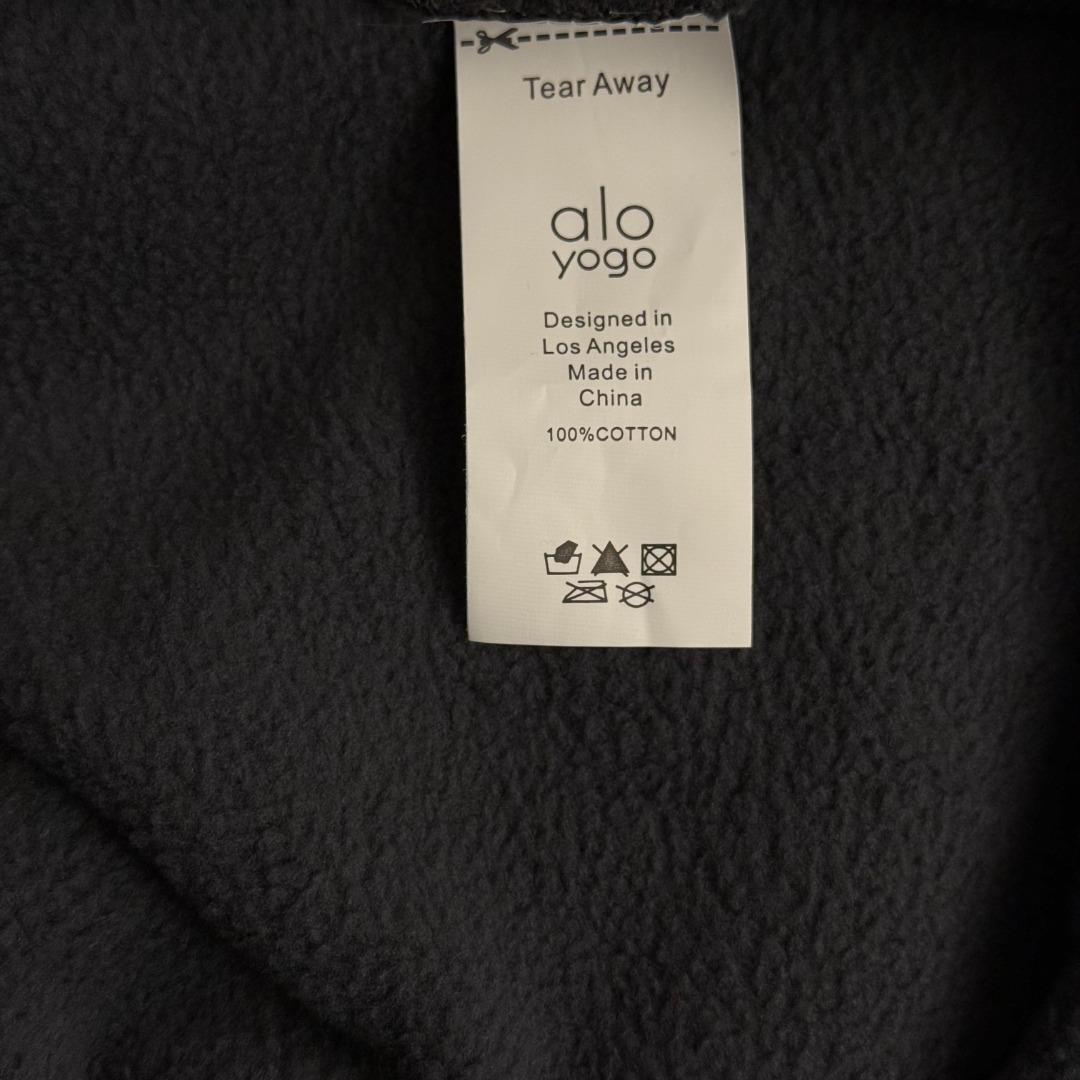 Tear Away
alo
yogo
Designed in
Los Angeles
Made in
China
100%COTTON